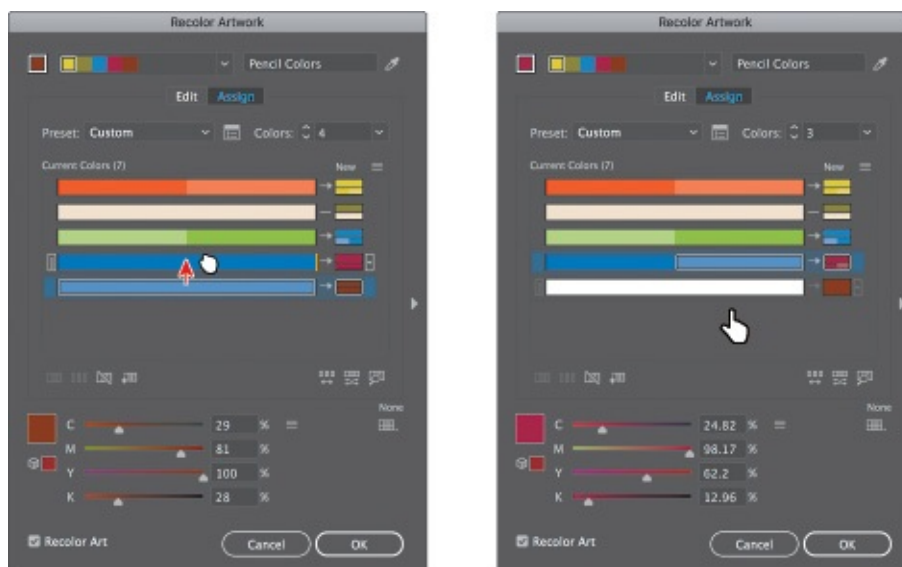 Recolor Artwork
Pencil Colors
Edit Assign
Preset: Custom Colors: 4
Current Colors (7) New
None
C 29 %
M 81 %
Y 100 %
K 28 %
Recolor Art Cancel OK
Recolor Artwork
Pencil Colors
Edit Assign
Preset: Custom Colors: 3
Current Colors (7) New
None
C 24.82 %
M 98.17 %
Y 62.2 %
K 12.96 %
Recolor Art Cancel OK